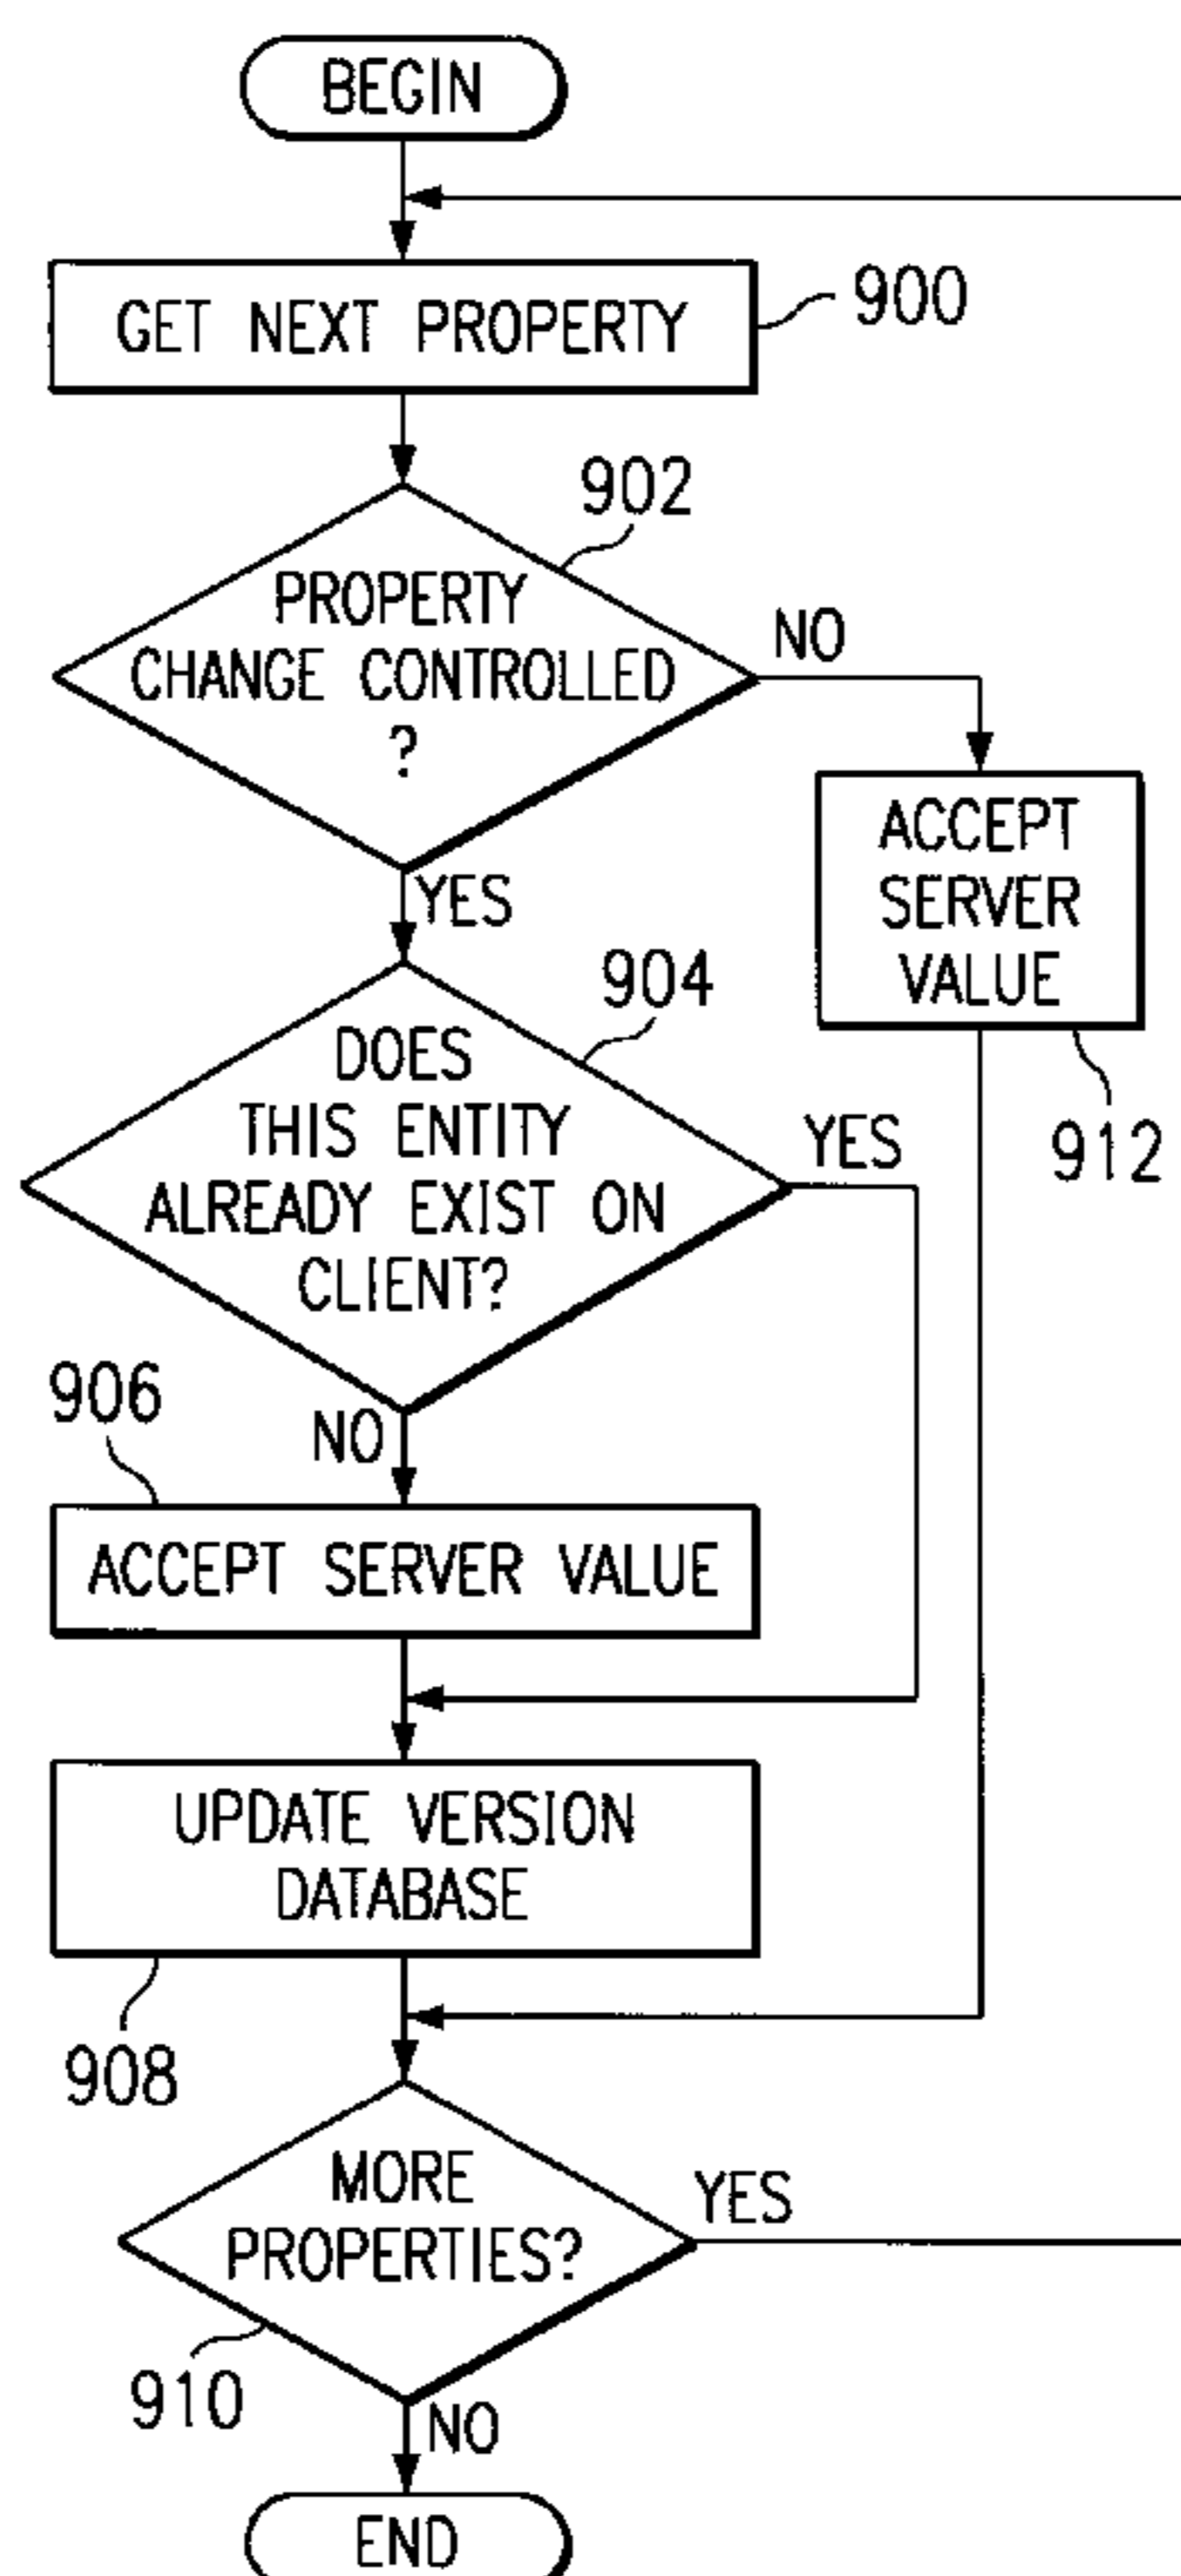 BEGIN
GET NEXT PROPERTY
900
902
PROPERTY
CHANGE CONTROLLED
?
NO
YES
ACCEPT
SERVER
VALUE
912
904
DOES
THIS ENTITY
ALREADY EXIST ON
CLIENT?
YES
NO
906
ACCEPT SERVER VALUE
UPDATE VERSION
DATABASE
908
MORE
PROPERTIES?
YES
910
NO
END